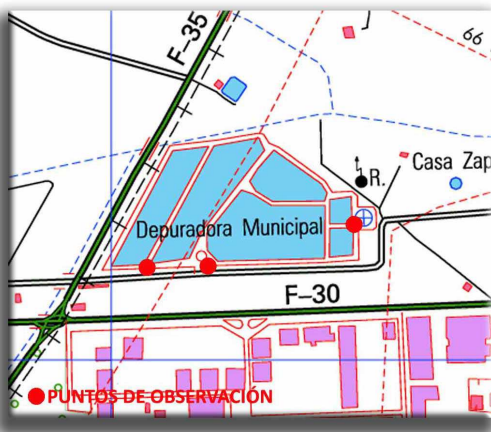 F-35
66
Casa Zap
R.
Depuradora Municipal
F-30
PUNTOS DE OBSERVACIÓN